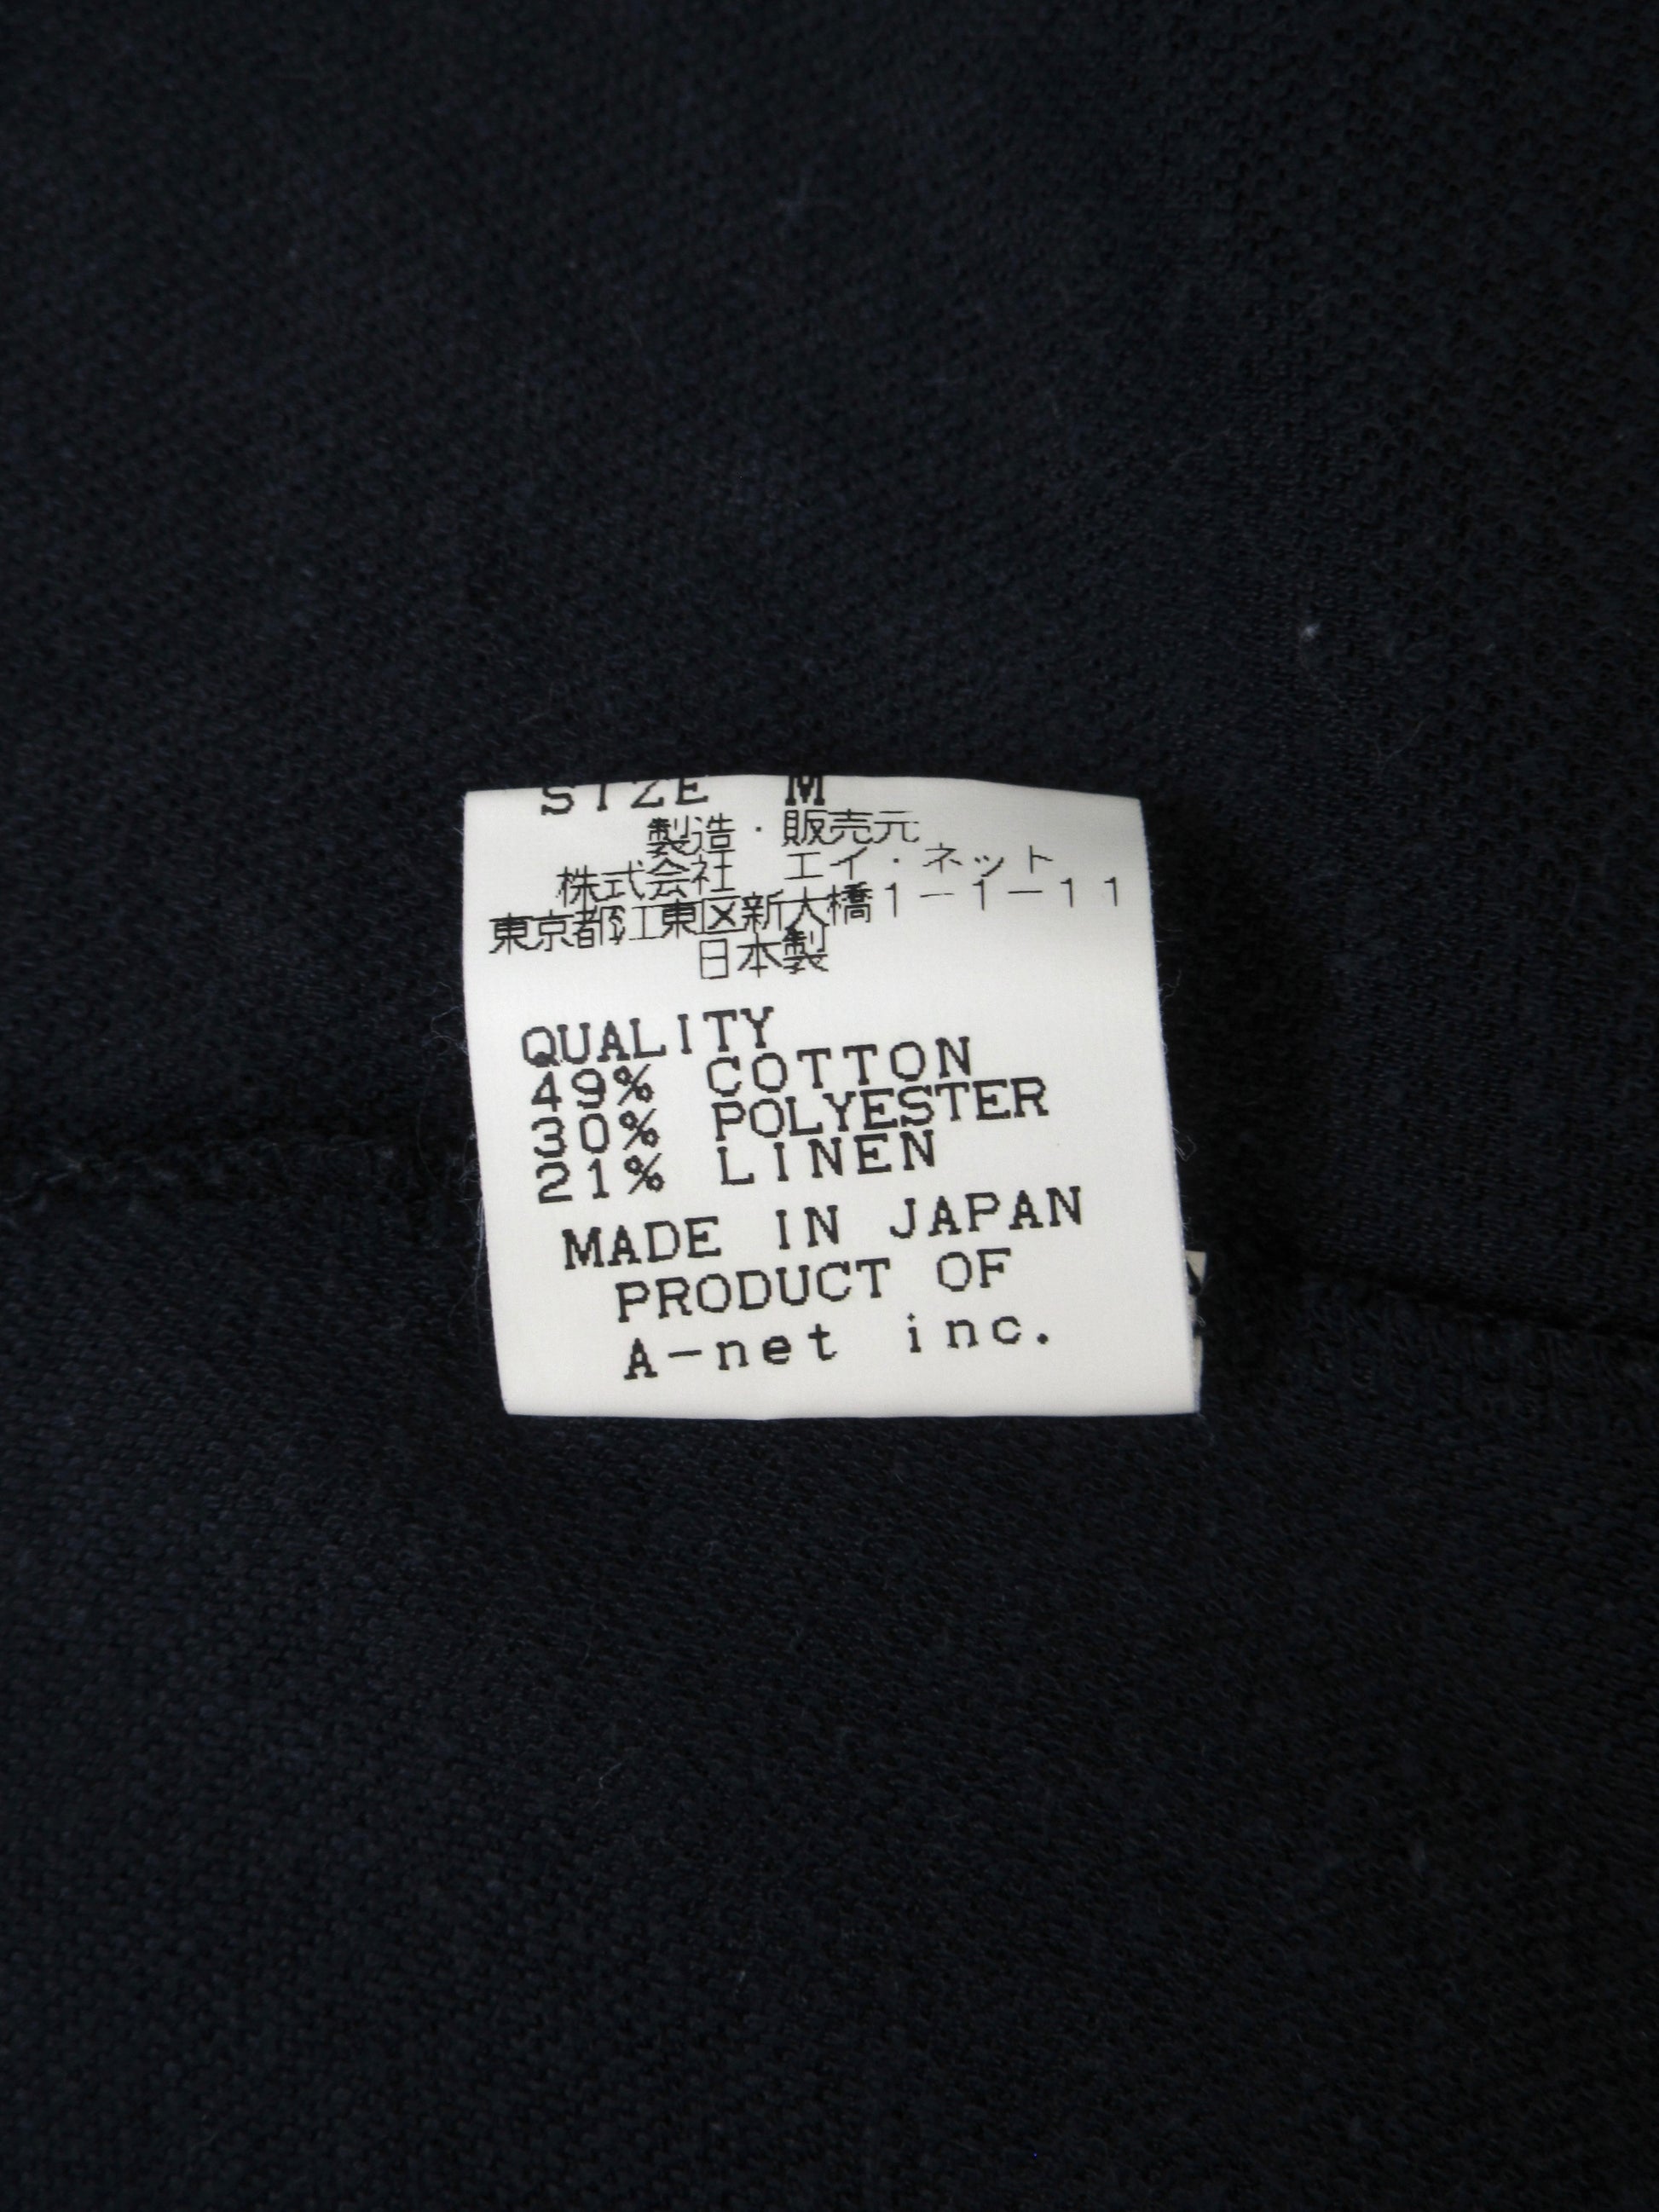 SIZE M
製造・販売元
株式会社 エイ・ネット
東京都江東区新大橋1-1-11
日本製
QUALITY
49% COTTON
30% POLYESTER
21% LINEN
MADE IN JAPAN
PRODUCT OF
A-net inc.